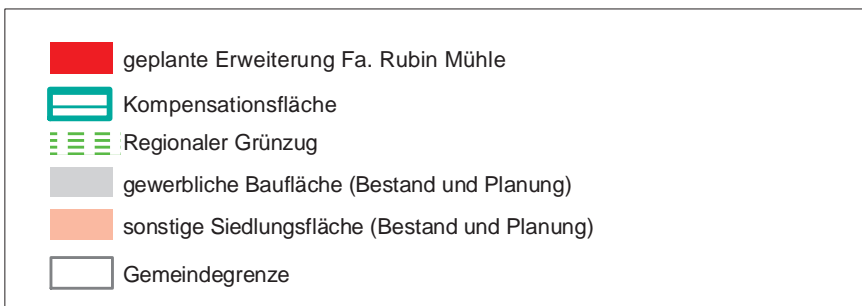 geplante Erweiterung Fa. Rubin Mühle
Kompensationsfläche
Regionaler Grünzug
gewerbliche Baufläche (Bestand und Planung)
sonstige Siedlungsfläche (Bestand und Planung)
Gemeindegrenze